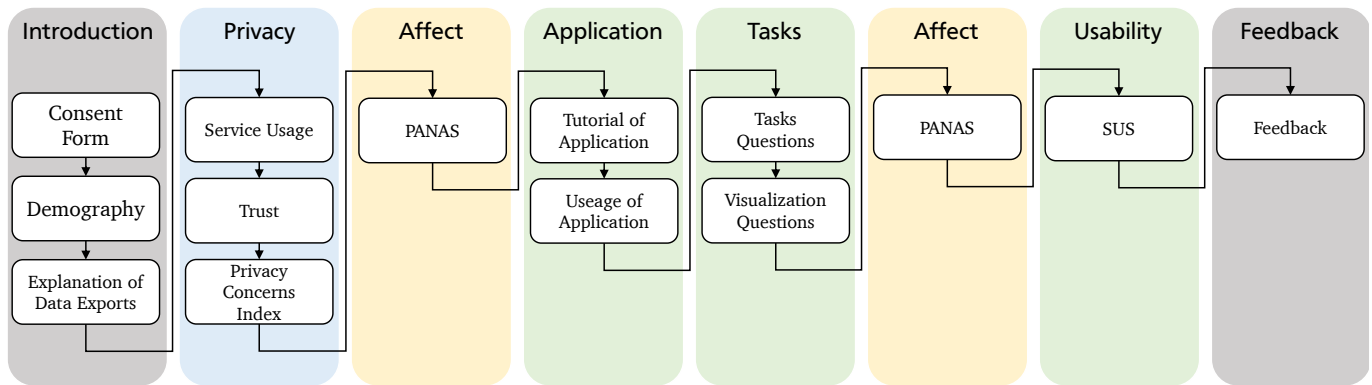 Introduction
Consent
Form
Demography
Explanation of
Data Exports
Privacy
Service Usage
Trust
Privacy
Concerns
Index
Affect
PANAS
Application
Tutorial of
Application
Useage of
Application
Tasks
Tasks
Questions
Visualization
Questions
Affect
PANAS
Usability
SUS
Feedback
Feedback